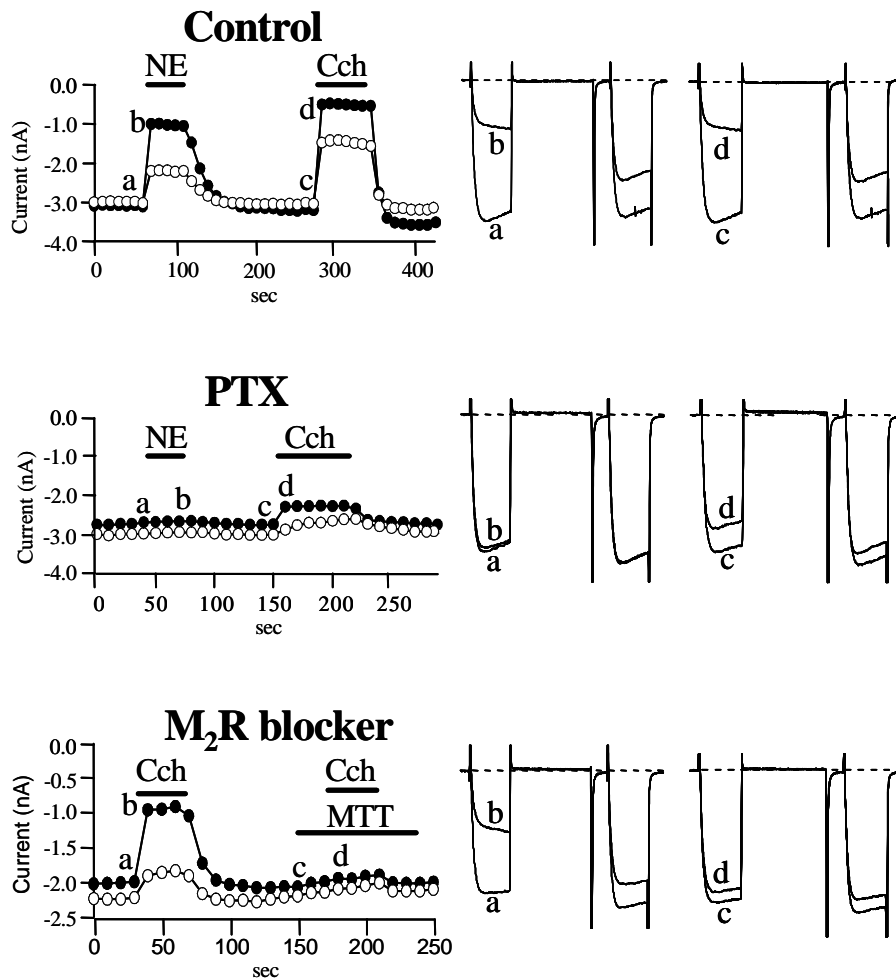 Control
NE Cch
0.0
-1.0
-2.0
-3.0
-4.0
Current (nA)
a b c d
0 100 200 300 400
sec
b
a
d
c
PTX
NE Cch
0.0
-1.0
-2.0
-3.0
-4.0
Current (nA)
a b c d
0 50 100 150 200 250
sec
b
a
d
c
M₂R blocker
Cch Cch
MTT
0.0
-0.5
-1.0
-1.5
-2.0
-2.5
Current (nA)
a b c d
0 50 100 150 200 250
sec
b
a
d
c